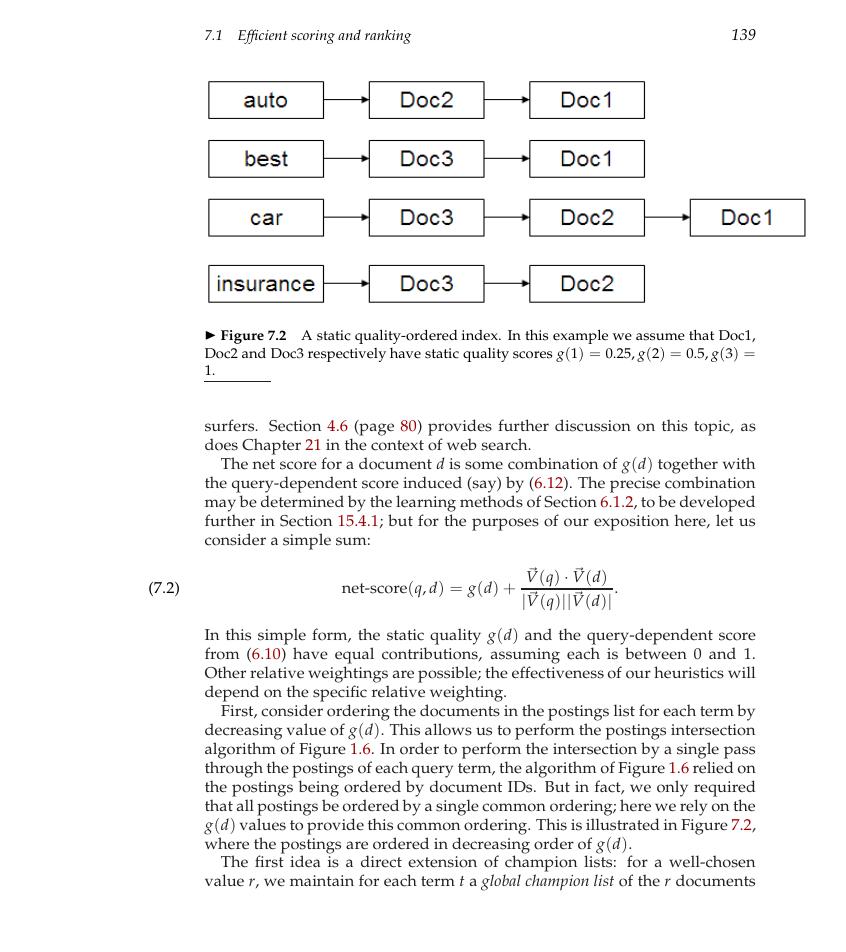 7.1 Efficient scoring and ranking 139
auto Doc2 Doc1
best Doc3 Doc1
car Doc3 Doc2 Doc1
insurance Doc3 Doc2
► Figure 7.2 A static quality-ordered index. In this example we assume that Doc1,
Doc2 and Doc3 respectively have static quality scores g(1) = 0.25, g(2) = 0.5, g(3) =
1.
surfers. Section 4.6 (page 80) provides further discussion on this topic, as
does Chapter 21 in the context of web search.
The net score for a document d is some combination of g(d) together with
the query-dependent score induced (say) by (6.12). The precise combination
may be determined by the learning methods of Section 6.1.2, to be developed
further in Section 15.4.1; but for the purposes of our exposition here, let us
consider a simple sum:
(7.2) net-score(q, d) = g(d) + \frac{\vec{V}(q) \cdot \vec{V}(d)}{|\vec{V}(q)||\vec{V}(d)|}.
In this simple form, the static quality g(d) and the query-dependent score
from (6.10) have equal contributions, assuming each is between 0 and 1.
Other relative weightings are possible; the effectiveness of our heuristics will
depend on the specific relative weighting.
First, consider ordering the documents in the postings list for each term by
decreasing value of g(d). This allows us to perform the postings intersection
algorithm of Figure 1.6. In order to perform the intersection by a single pass
through the postings of each query term, the algorithm of Figure 1.6 relied on
the postings being ordered by document IDs. But in fact, we only required
that all postings be ordered by a single common ordering; here we rely on the
g(d) values to provide this common ordering. This is illustrated in Figure 7.2,
where the postings are ordered in decreasing order of g(d).
The first idea is a direct extension of champion lists: for a well-chosen
value r, we maintain for each term t a global champion list of the r documents